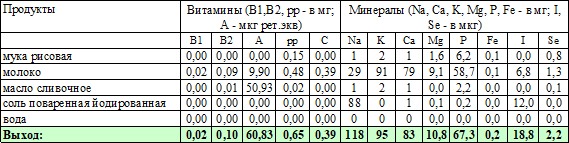 Продукты Витамины (B1,B2, pp - в мг; Минералы (Na, Ca, K, Mg, P, Fe - в мг; I,
A - мкг рет.экв) Se - в мкг)
B1 B2 A pp C Na K Ca Mg P Fe I Se
мука рисовая 0,00 0,00 0,00 0,15 0,00 1 2 1 1,6 6,2 0,1 0,0 0,8
молоко 0,02 0,09 9,90 0,48 0,39 29 91 79 9,1 58,7 0,1 6,8 1,3
масло сливочное 0,00 0,01 50,93 0,02 0,00 1 2 1 0,0 2,2 0,0 0,0 0,1
соль поваренная йодированная 0,00 0,00 0,00 0,00 0,00 88 0 1 0,1 0,2 0,0 12,0 0,0
вода 0,00 0,00 0,00 0,00 0,00 0 0 0 0,0 0,0 0,0 0,0 0,0
Выход: 0,02 0,10 60,83 0,65 0,39 118 95 83 10,8 67,3 0,2 18,8 2,2